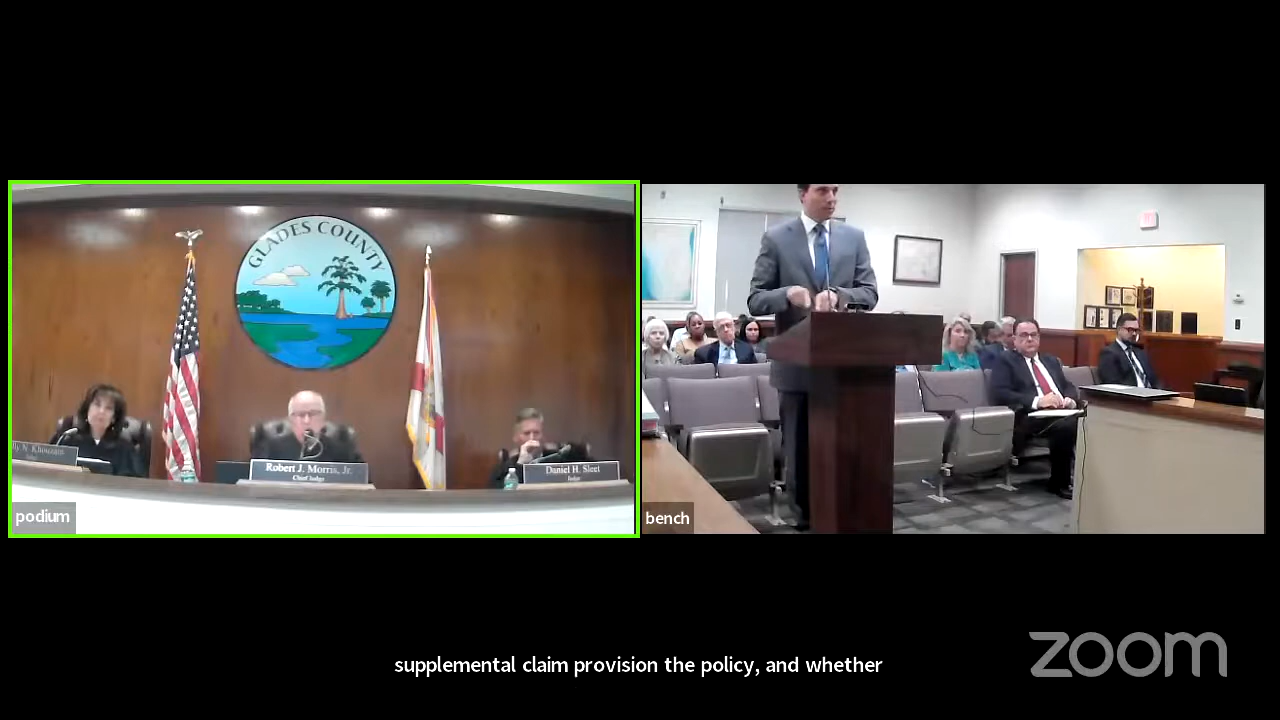 GLADES COUNTY
Robert J. Morris, Jr.
Chief Judge
Daniel H. Sleet
Judge
podium
bench
supplemental claim provision the policy, and whether
zoom